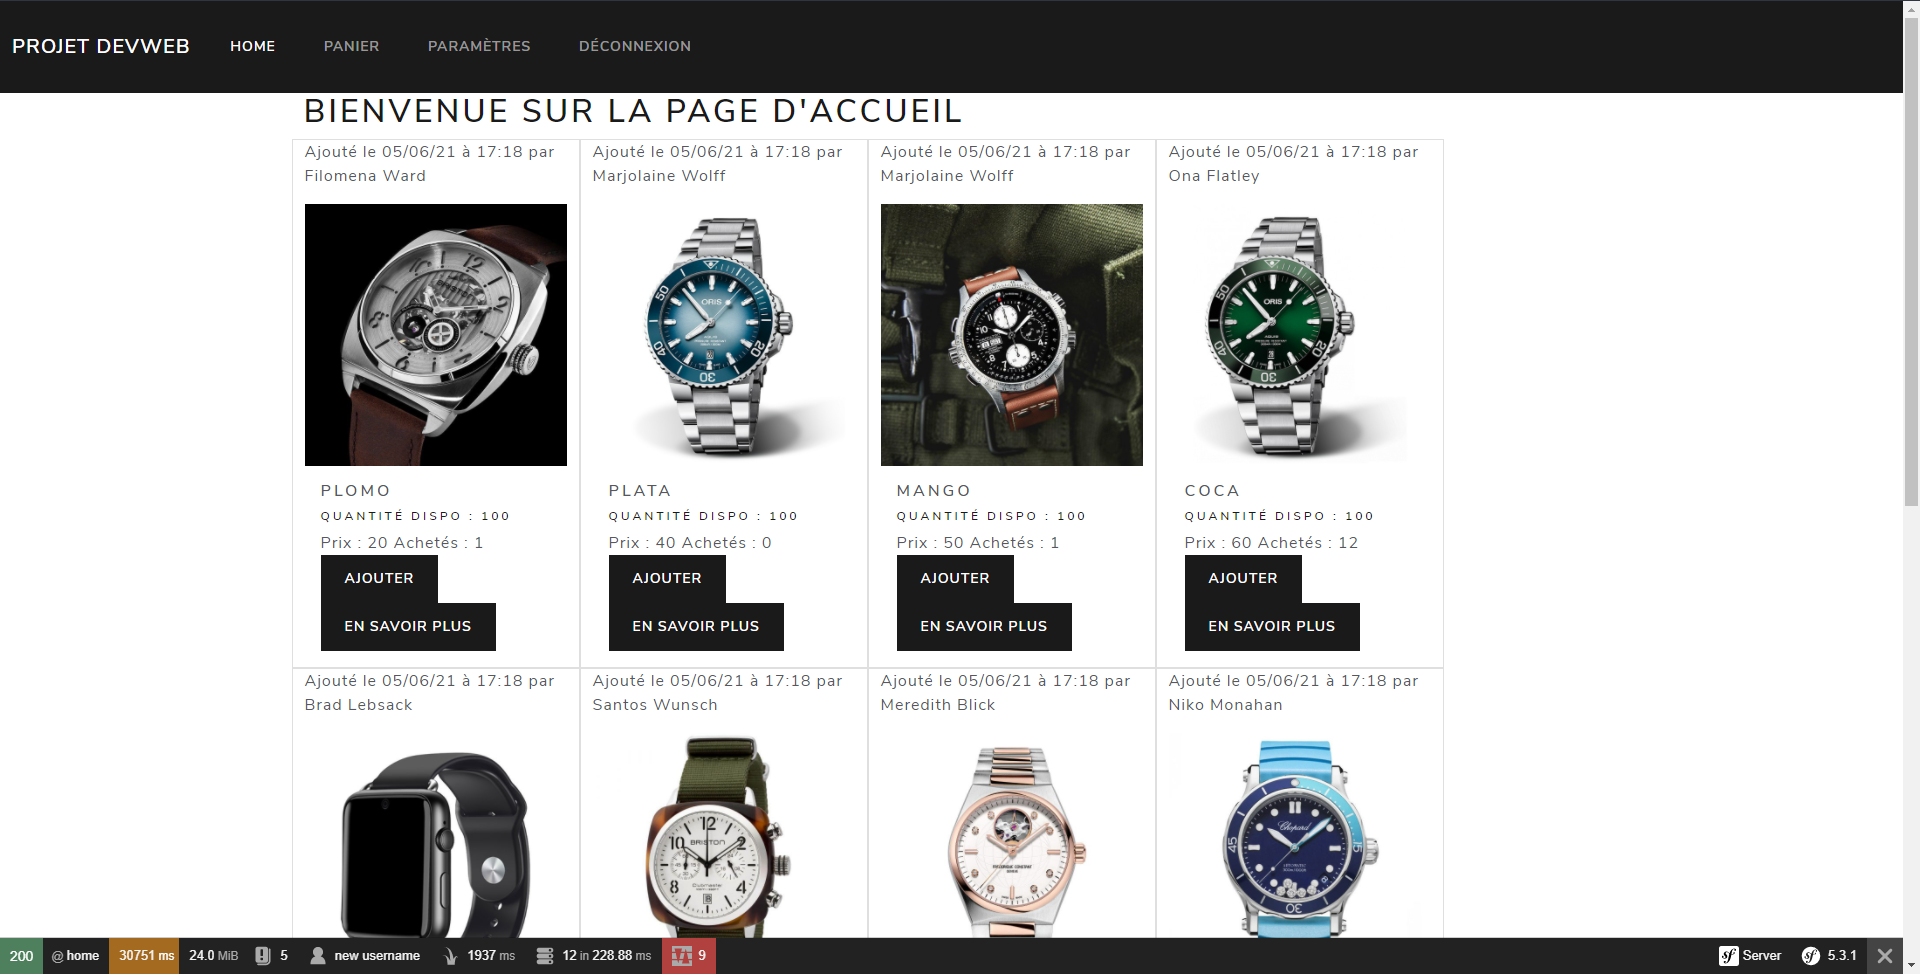 PROJET DEVWEB HOME PANIER PARAMÈTRES DÉCONNEXION
BIENVENUE SUR LA PAGE D'ACCUEIL
Ajouté le 05/06/21 à 17:18 par
Filomena Ward
PLOMO
QUANTITÉ DISPO : 100
Prix : 20 Achetés : 1
AJOUTER
EN SAVOIR PLUS
Ajouté le 05/06/21 à 17:18 par
Marjolaine Wolff
ORIS
PLATA
QUANTITÉ DISPO : 100
Prix : 40 Achetés : 0
AJOUTER
EN SAVOIR PLUS
Ajouté le 05/06/21 à 17:18 par
Marjolaine Wolff
MANGO
QUANTITÉ DISPO : 100
Prix : 50 Achetés : 1
AJOUTER
EN SAVOIR PLUS
Ajouté le 05/06/21 à 17:18 par
Ona Flatley
ORIS
COCA
QUANTITÉ DISPO : 100
Prix : 60 Achetés : 12
AJOUTER
EN SAVOIR PLUS
Ajouté le 05/06/21 à 17:18 par
Brad Lebsack
Ajouté le 05/06/21 à 17:18 par
Santos Wunsch
BRISTON
Ajouté le 05/06/21 à 17:18 par
Meredith Blick
Ajouté le 05/06/21 à 17:18 par
Niko Monahan
Chopard
200 @ home 30751 ms 24.0 MiB 5 new username 1937 ms 12 in 228.88 ms 9 Server 5.3.1